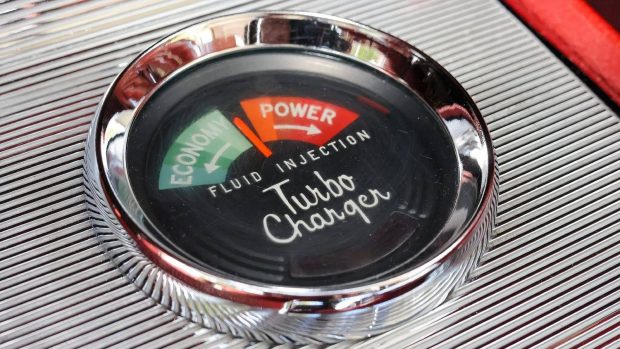 ECONOMY
POWER
FLUID INJECTION
Turbo
Charger